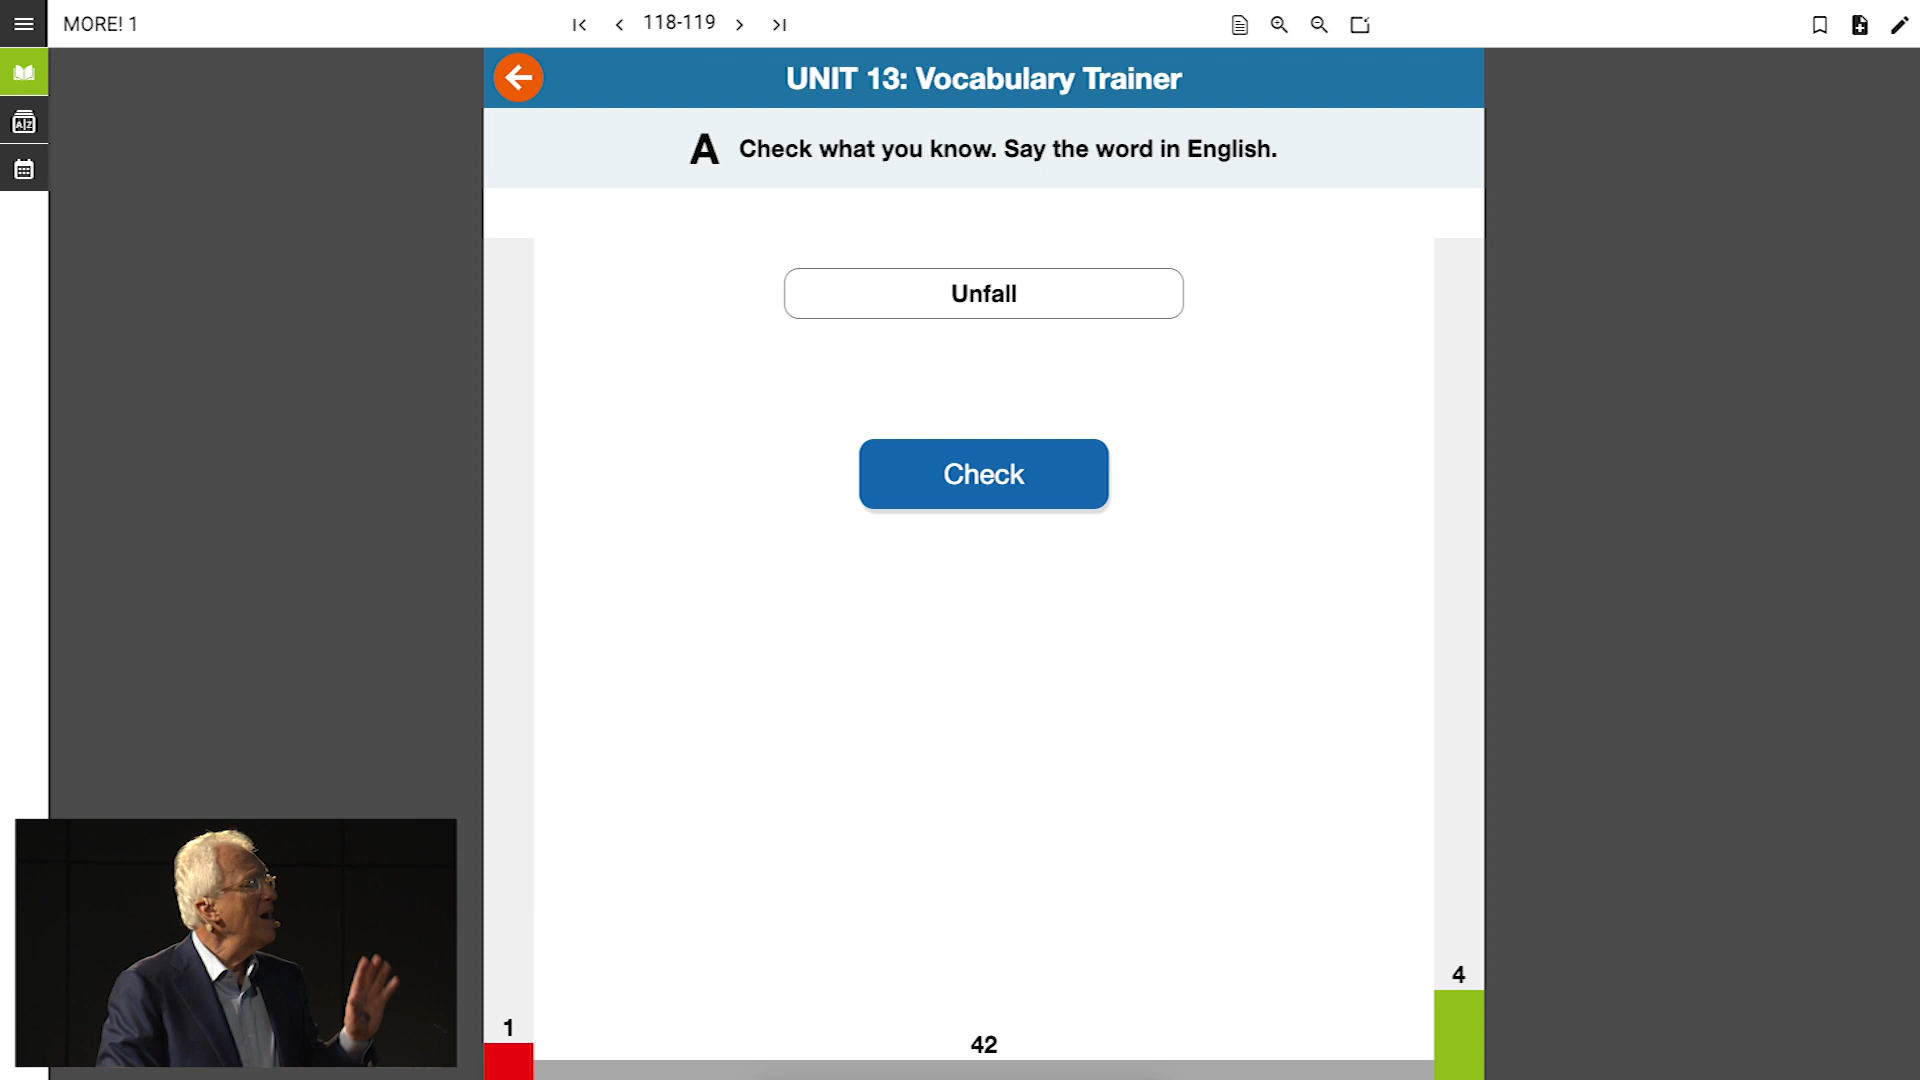 MORE! 1
118-119
UNIT 13: Vocabulary Trainer
A Check what you know. Say the word in English.
Unfall
Check
4
1
42